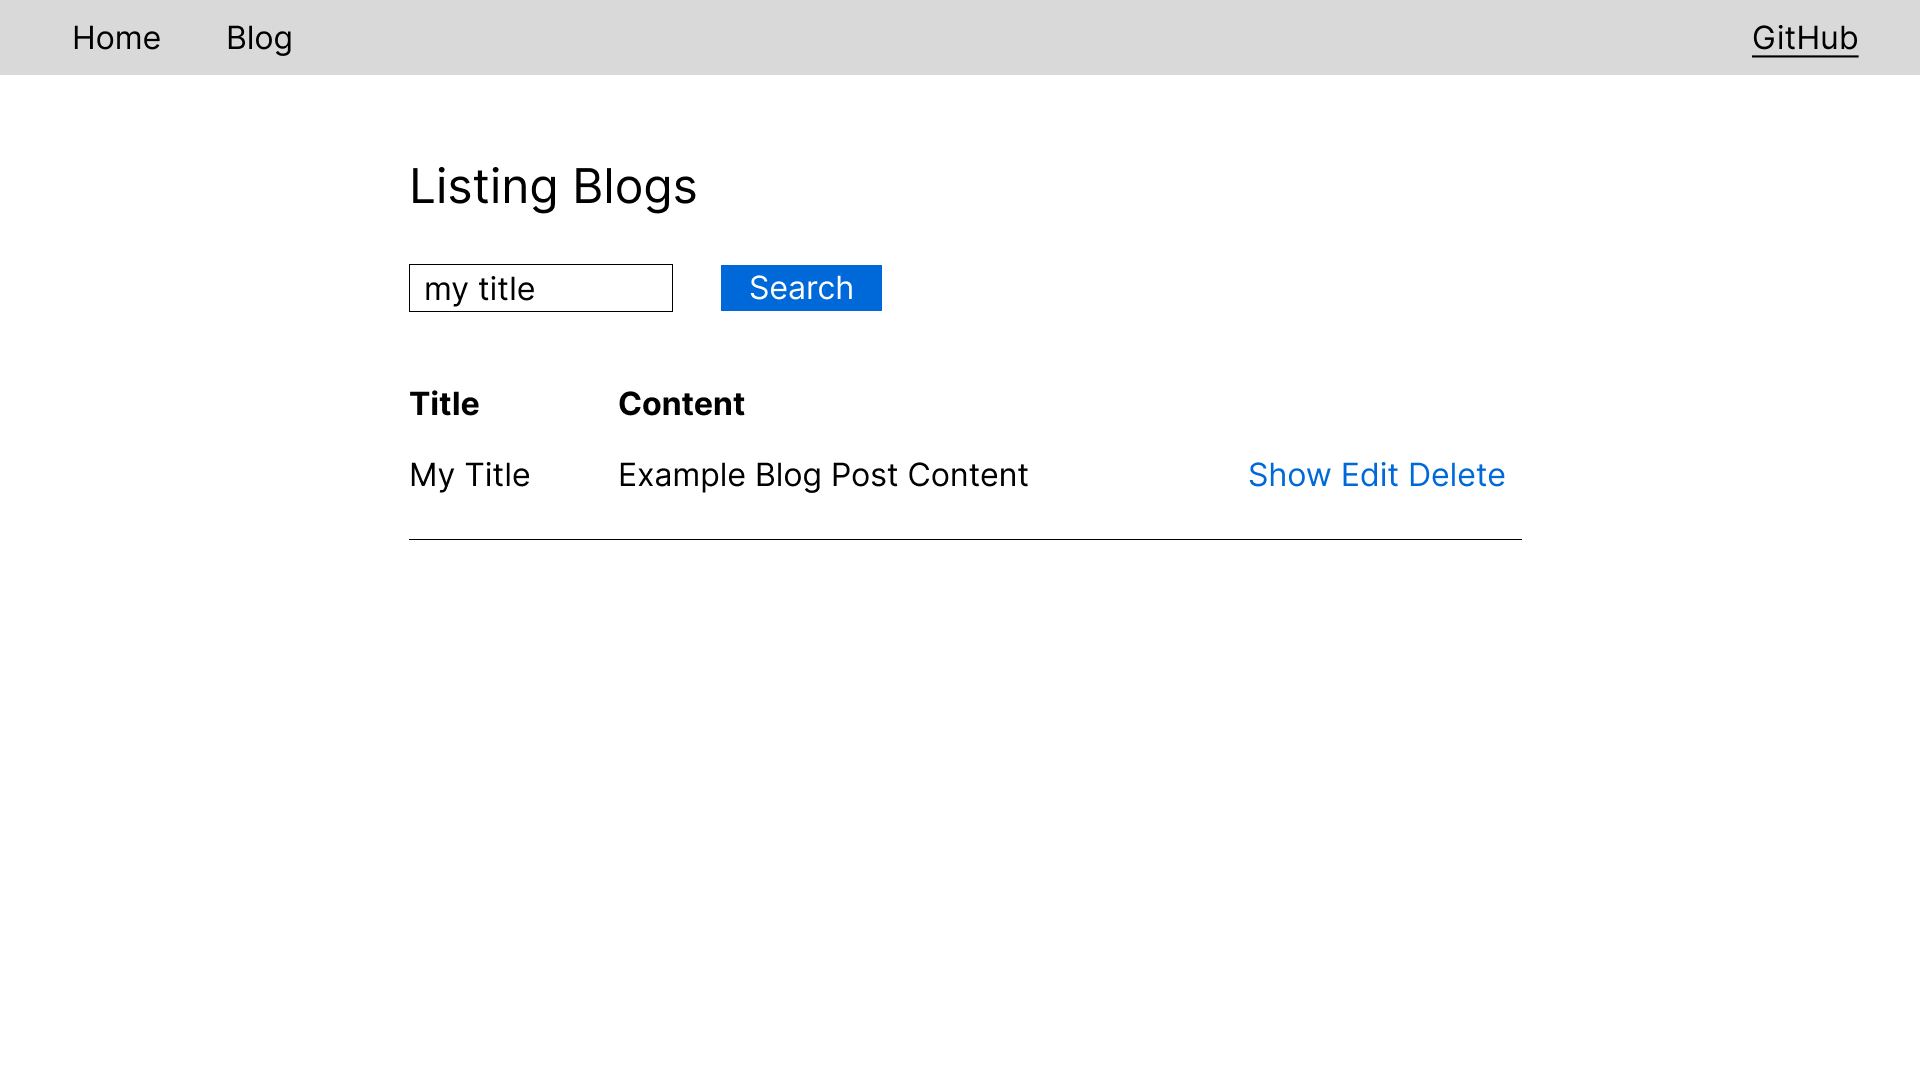 Home Blog GitHub
Listing Blogs
my title Search
Title Content
My Title Example Blog Post Content Show Edit Delete